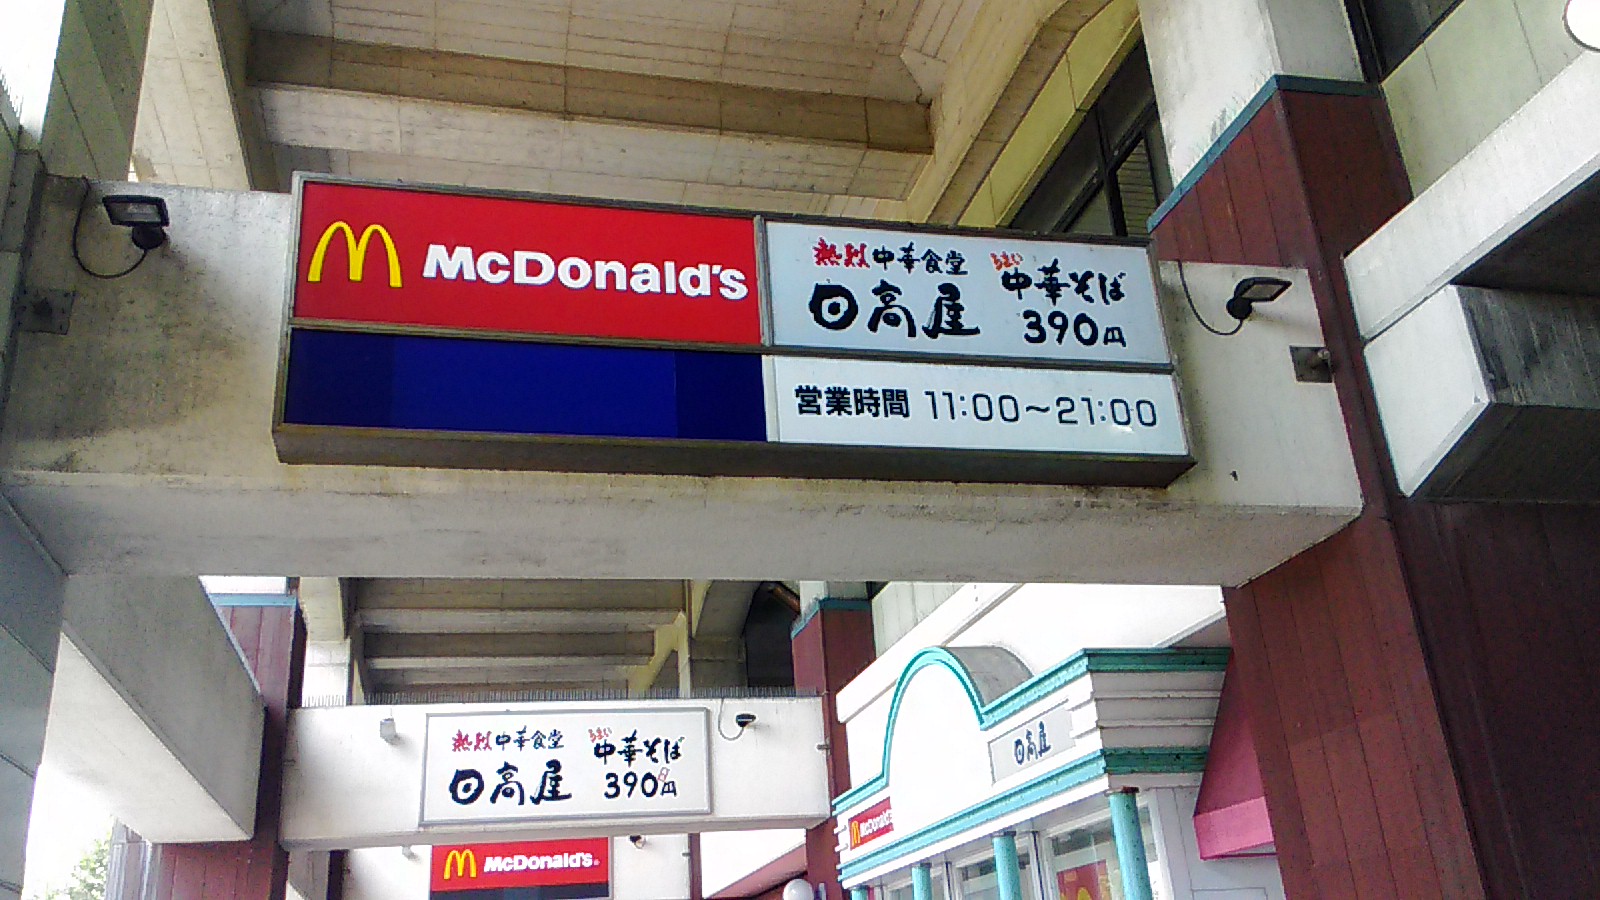 McDonald's
熱烈中華食堂
日高屋
うまい
中華そば
390円
営業時間 11:00~21:00
熱烈中華食堂
日高屋
うまい
中華そば
390円
日高屋
McDonald's
McDonald's